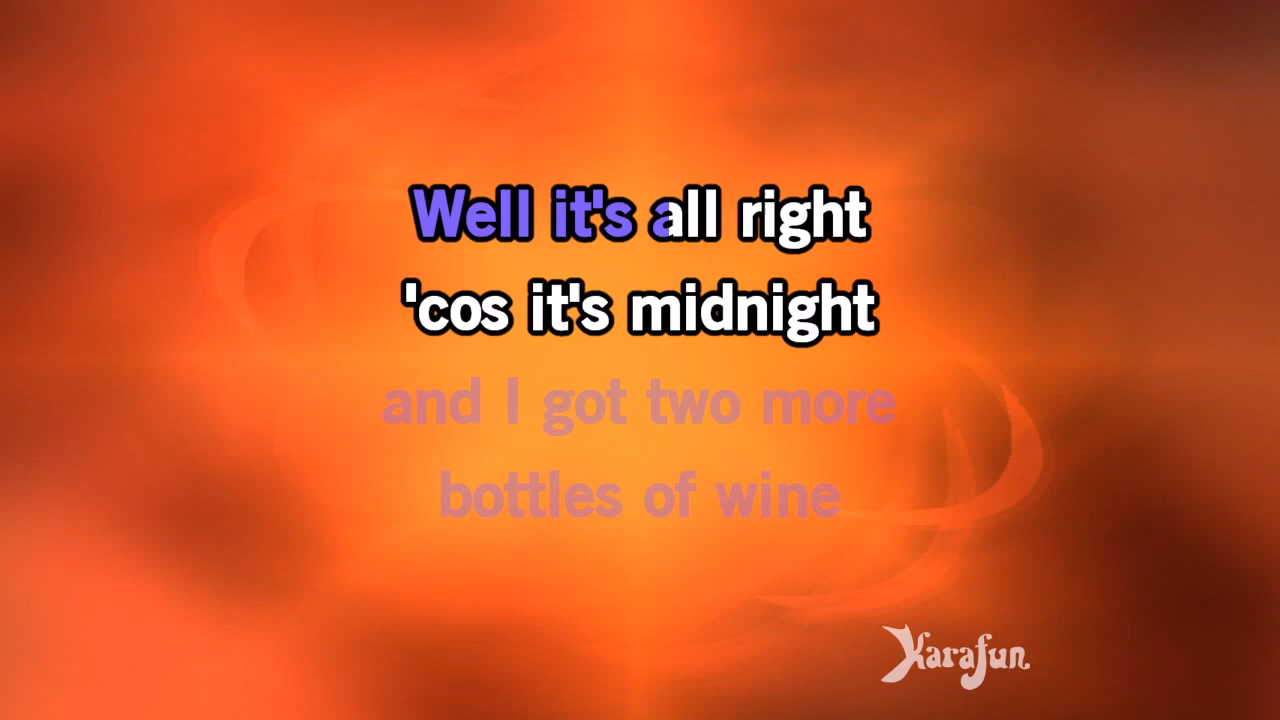 Well it's all right
'cos it's midnight
and I got two more
bottles of wine
Karafun